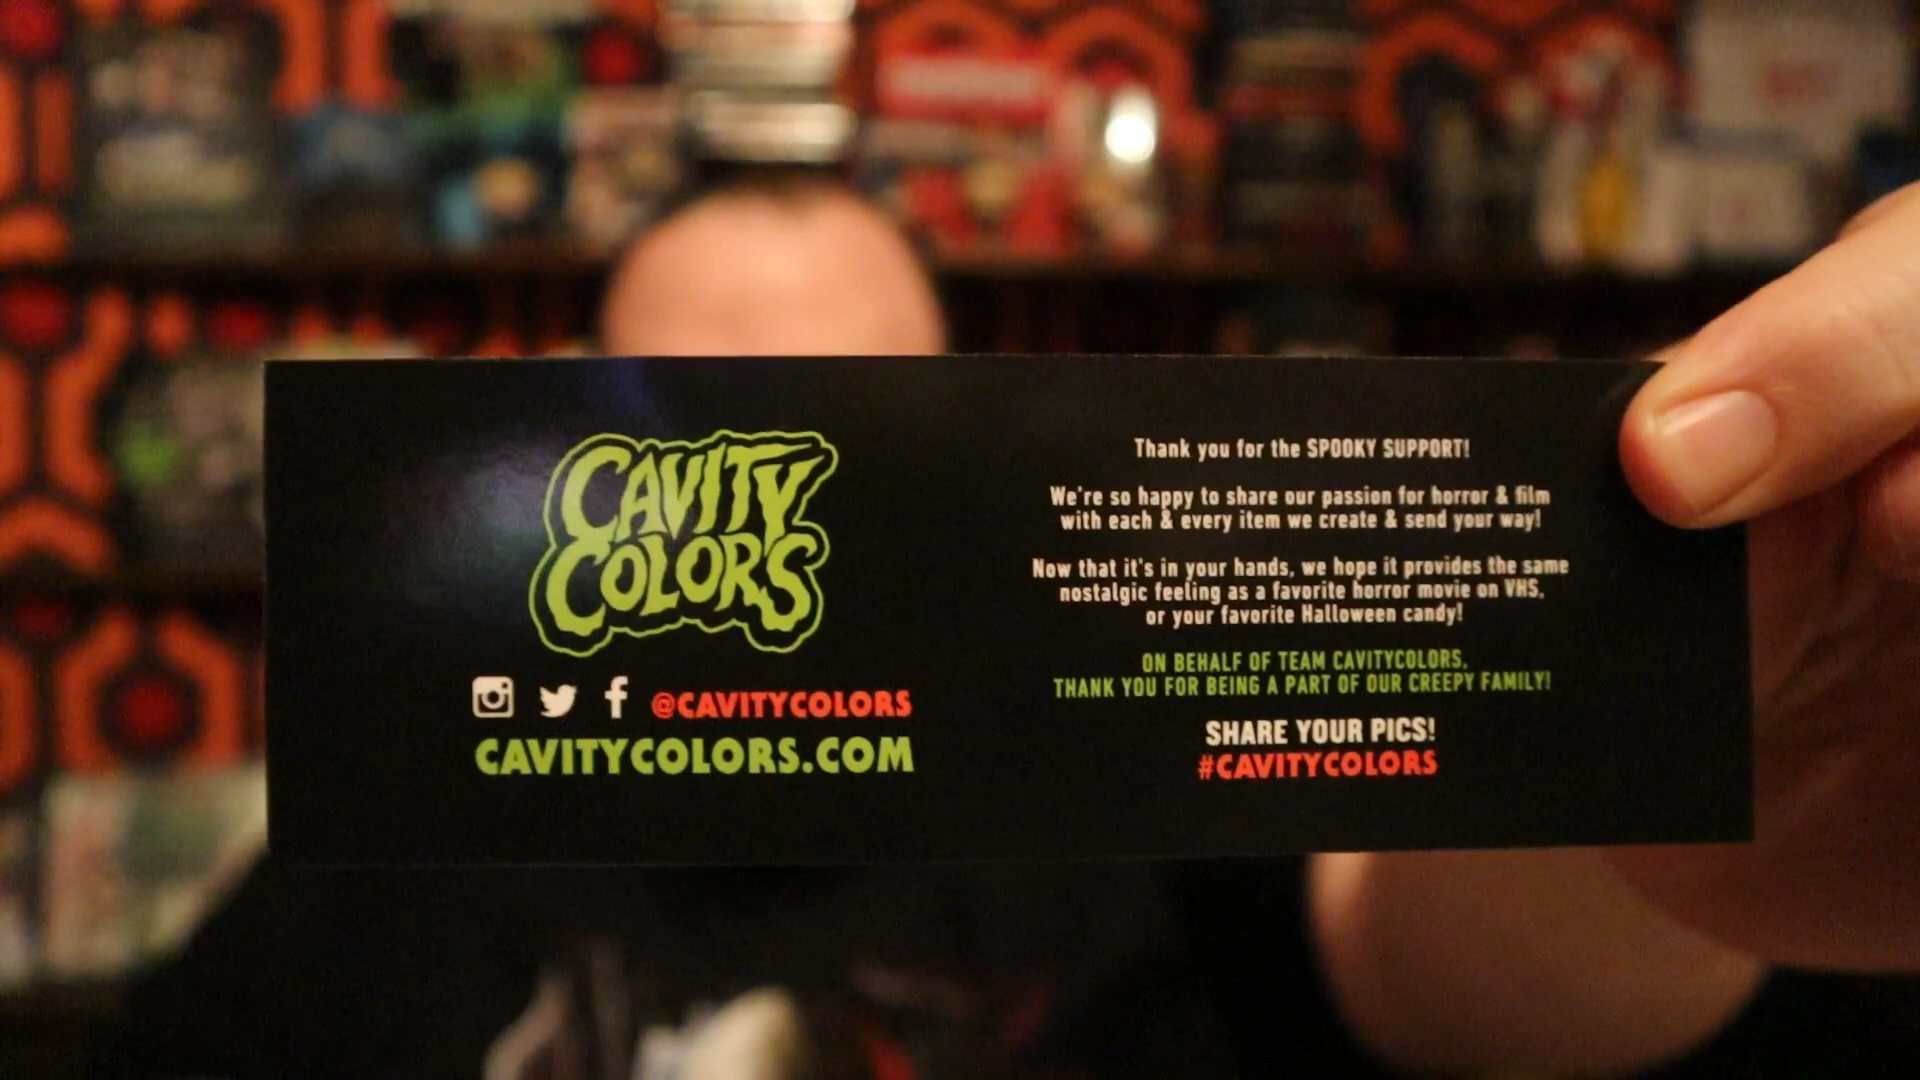 CAVITY
COLORS
@CAVITYCOLORS
CAVITYCOLORS.COM
Thank you for the SPOOKY SUPPORT!
We're so happy to share our passion for horror & film
with each & every item we create & send your way!
Now that it's in your hands, we hope it provides the same
nostalgic feeling as a favorite horror movie on VHS,
or your favorite Halloween candy!
ON BEHALF OF TEAM CAVITYCOLORS,
THANK YOU FOR BEING A PART OF OUR CREEPY FAMILY!
SHARE YOUR PICS!
#CAVITYCOLORS